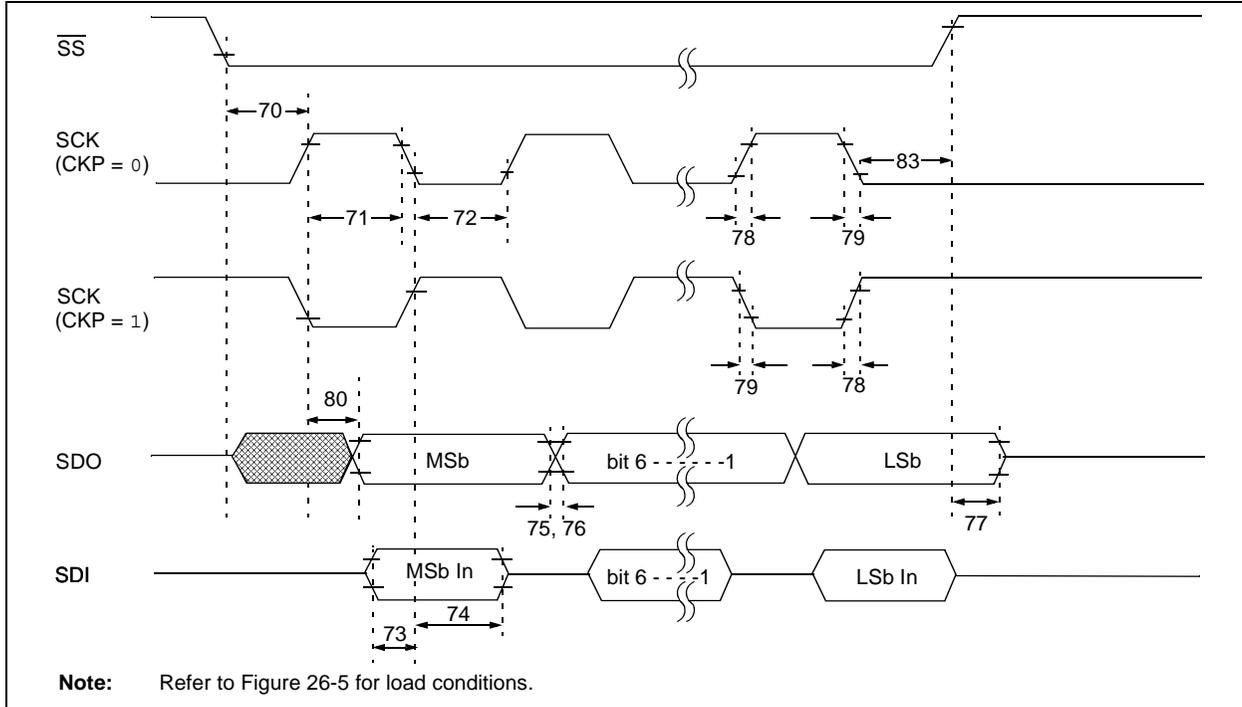 SS
70
SCK
(CKP = 0)
83
71
72
78
79
SCK
(CKP = 1)
79
78
80
SDO
MSb
bit 6 - - - - - -1
LSb
75, 76
77
SDI
MSb In
bit 6 - - - -1
LSb In
74
73
Note: Refer to Figure 26-5 for load conditions.